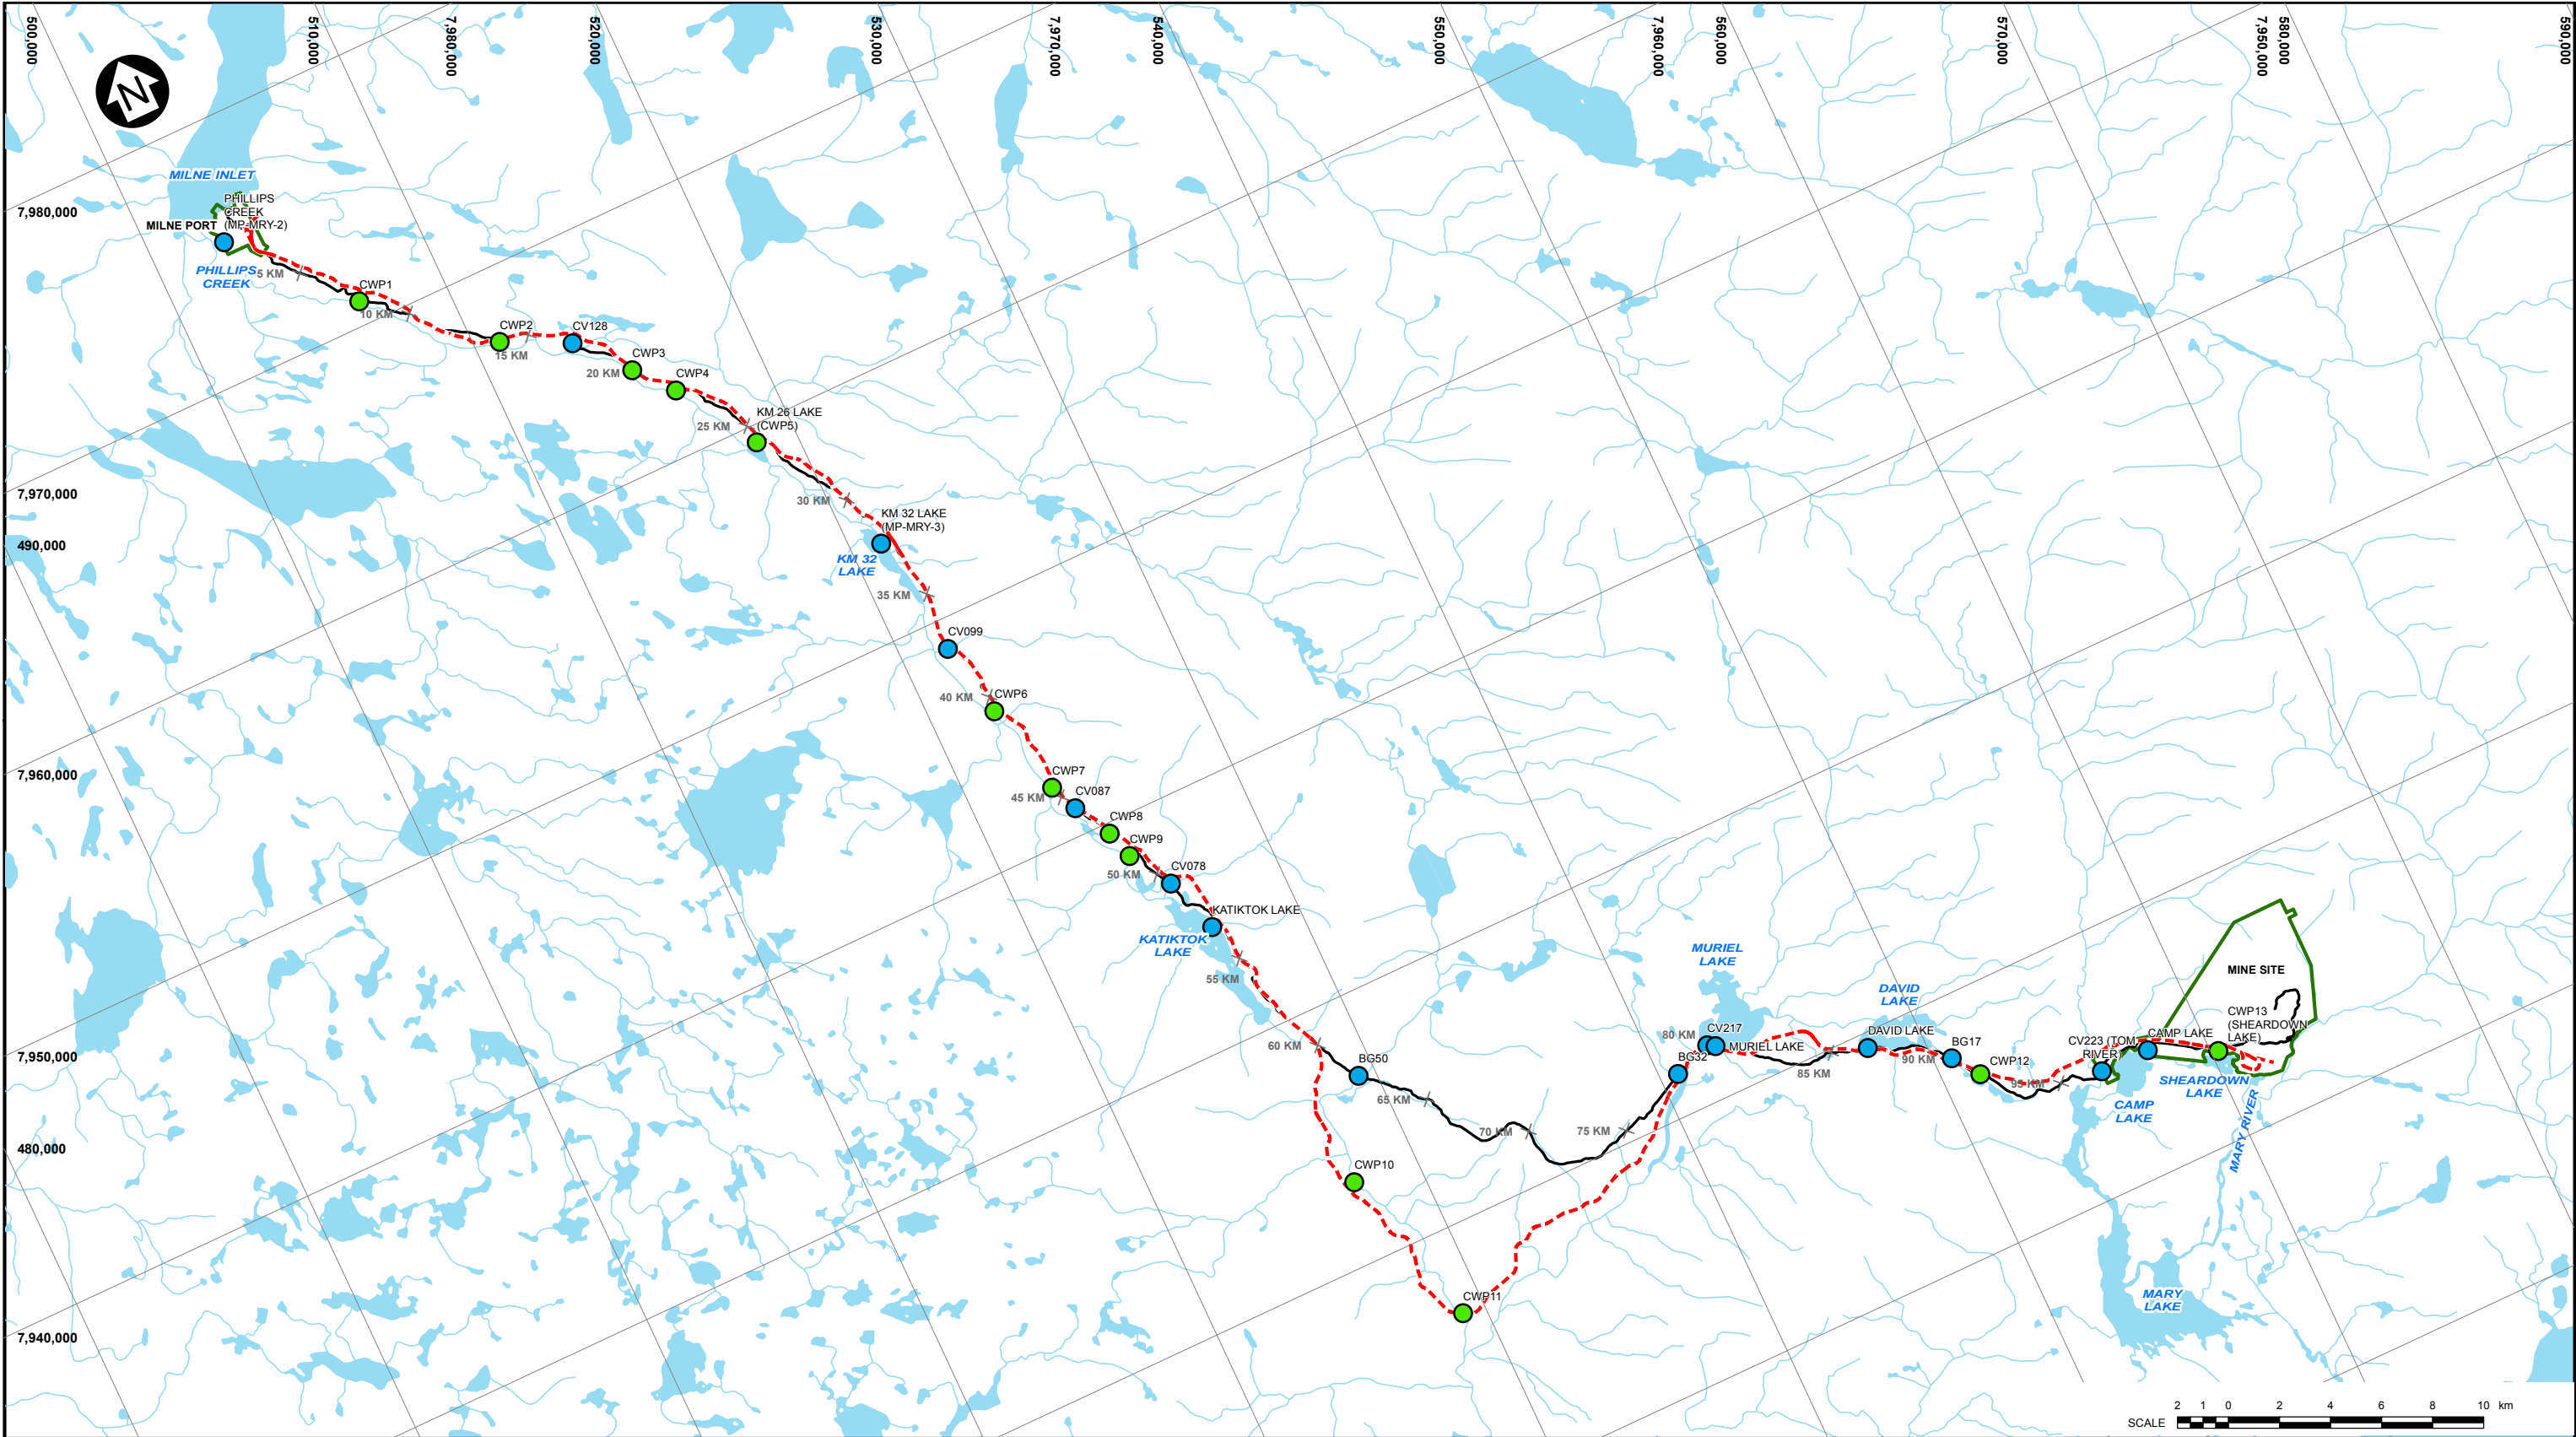 500,000
510,000
7,980,000
520,000
530,000
7,970,000
540,000
550,000
7,960,000
560,000
570,000
7,950,000
580,000
590,000
N
MILNE INLET
PHILLIPS
CREEK
(MP-MRY-2)
MILNE PORT
7,980,000
PHILLIPS
CREEK
5 KM
CWP1
10 KM
CWP2
15 KM
CV128
CWP3
20 KM
CWP4
KM 26 LAKE
(CWP5)
25 KM
7,970,000
30 KM
KM 32 LAKE
(MP-MRY-3)
490,000
KM 32
LAKE
35 KM
CV099
40 KM
CWP6
7,960,000
CWP7
45 KM
CV087
CWP8
CWP9
50 KM
CV078
KATIKTOK LAKE
KATIKTOK
LAKE
55 KM
MURIEL
LAKE
DAVID
LAKE
MINE SITE
60 KM
BG50
65 KM
70 KM
75 KM
80 KM
CV217
MURIEL LAKE
BG32
85 KM
DAVID LAKE
90 KM
BG17
CWP12
95 KM
CV223 (TOM
RIVER)
CAMP LAKE
CWP13
(SHEARDOWN
LAKE)
SHEARDOWN
LAKE
CAMP
LAKE
MARY RIVER
7,950,000
480,000
CWP10
CWP11
MARY
LAKE
7,940,000
SCALE
2 1 0 2 4 6 8 10 km